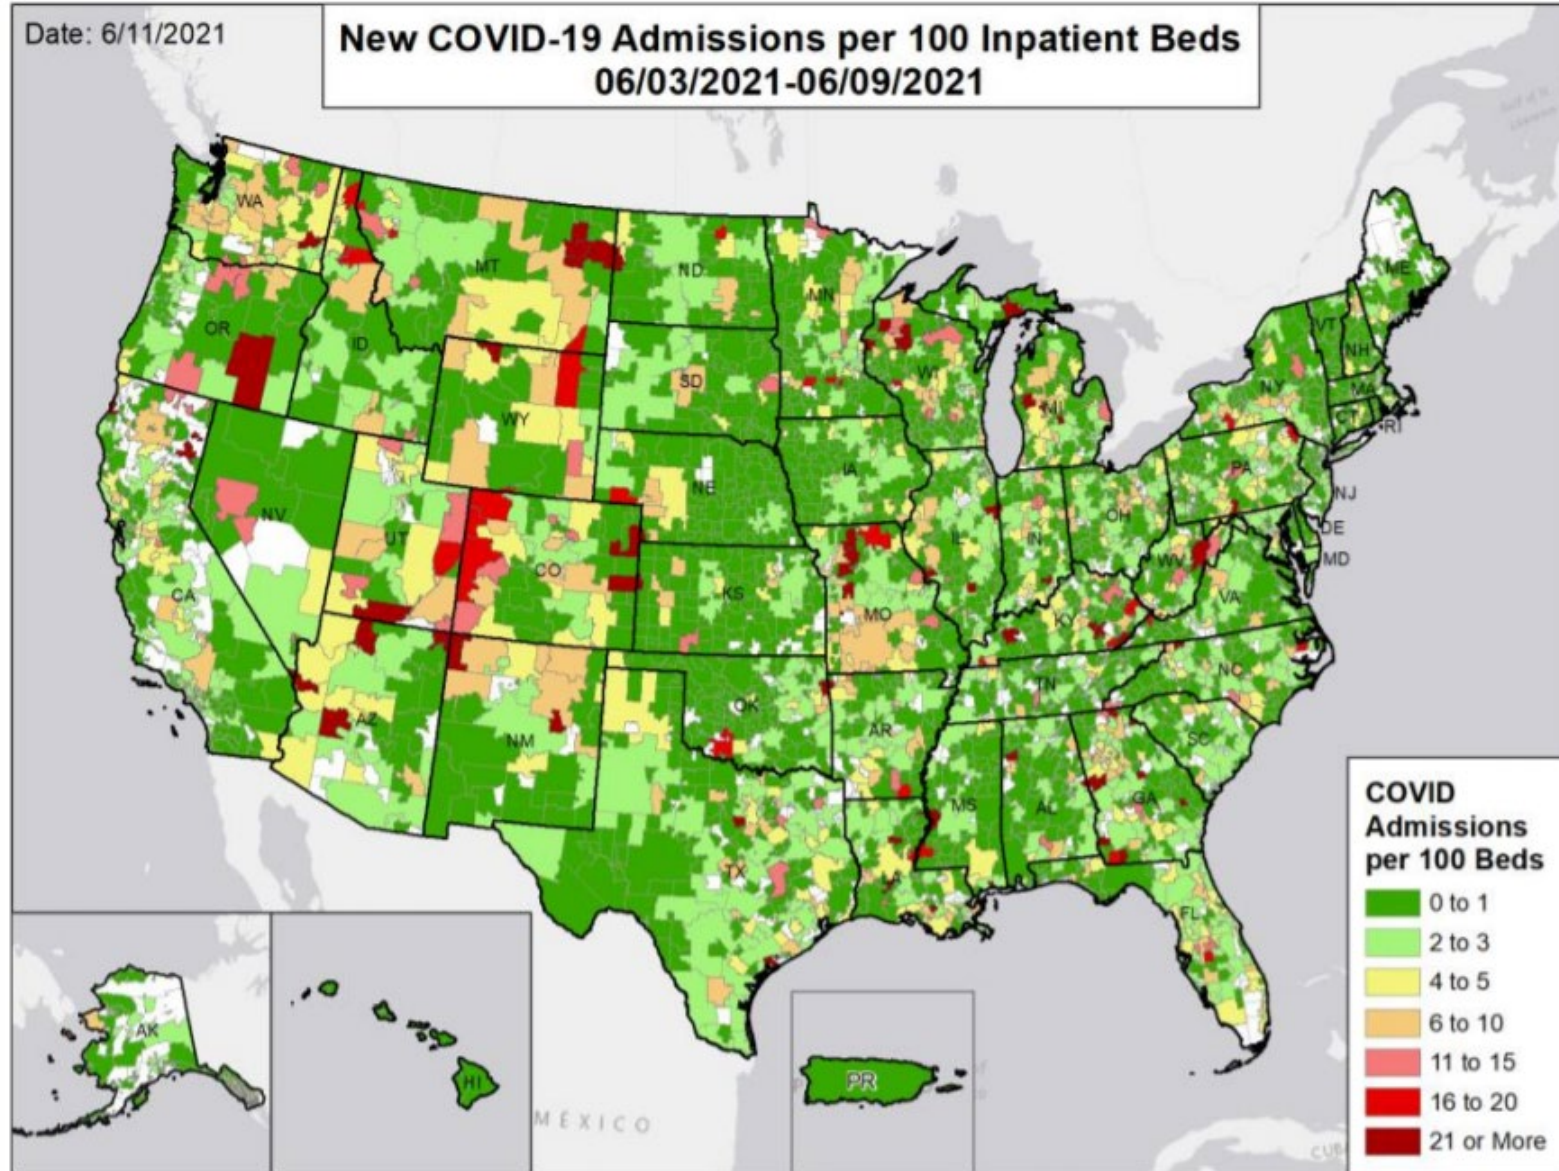 Date: 6/11/2021
New COVID-19 Admissions per 100 Inpatient Beds
06/03/2021-06/09/2021
WA
MT
ND
MN
ME
OR
ID
SD
WI
MI
VT
NH
NY
MA
CT
RI
WY
IA
NE
PA
NJ
NV
UT
CO
IL
IN
OH
DE
MD
WV
VA
CA
KS
MO
KY
NC
TN
AZ
NM
OK
AR
SC
MS
AL
GA
TX
LA
FL
AK
HI
PR
MÉXICO
COVID
Admissions
per 100 Beds
0 to 1
2 to 3
4 to 5
6 to 10
11 to 15
16 to 20
21 or More